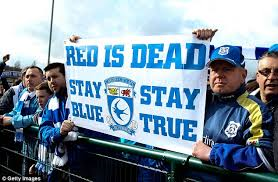 RED IS DEAD!
STAY STAY
BLUE TRUE
© Getty Images